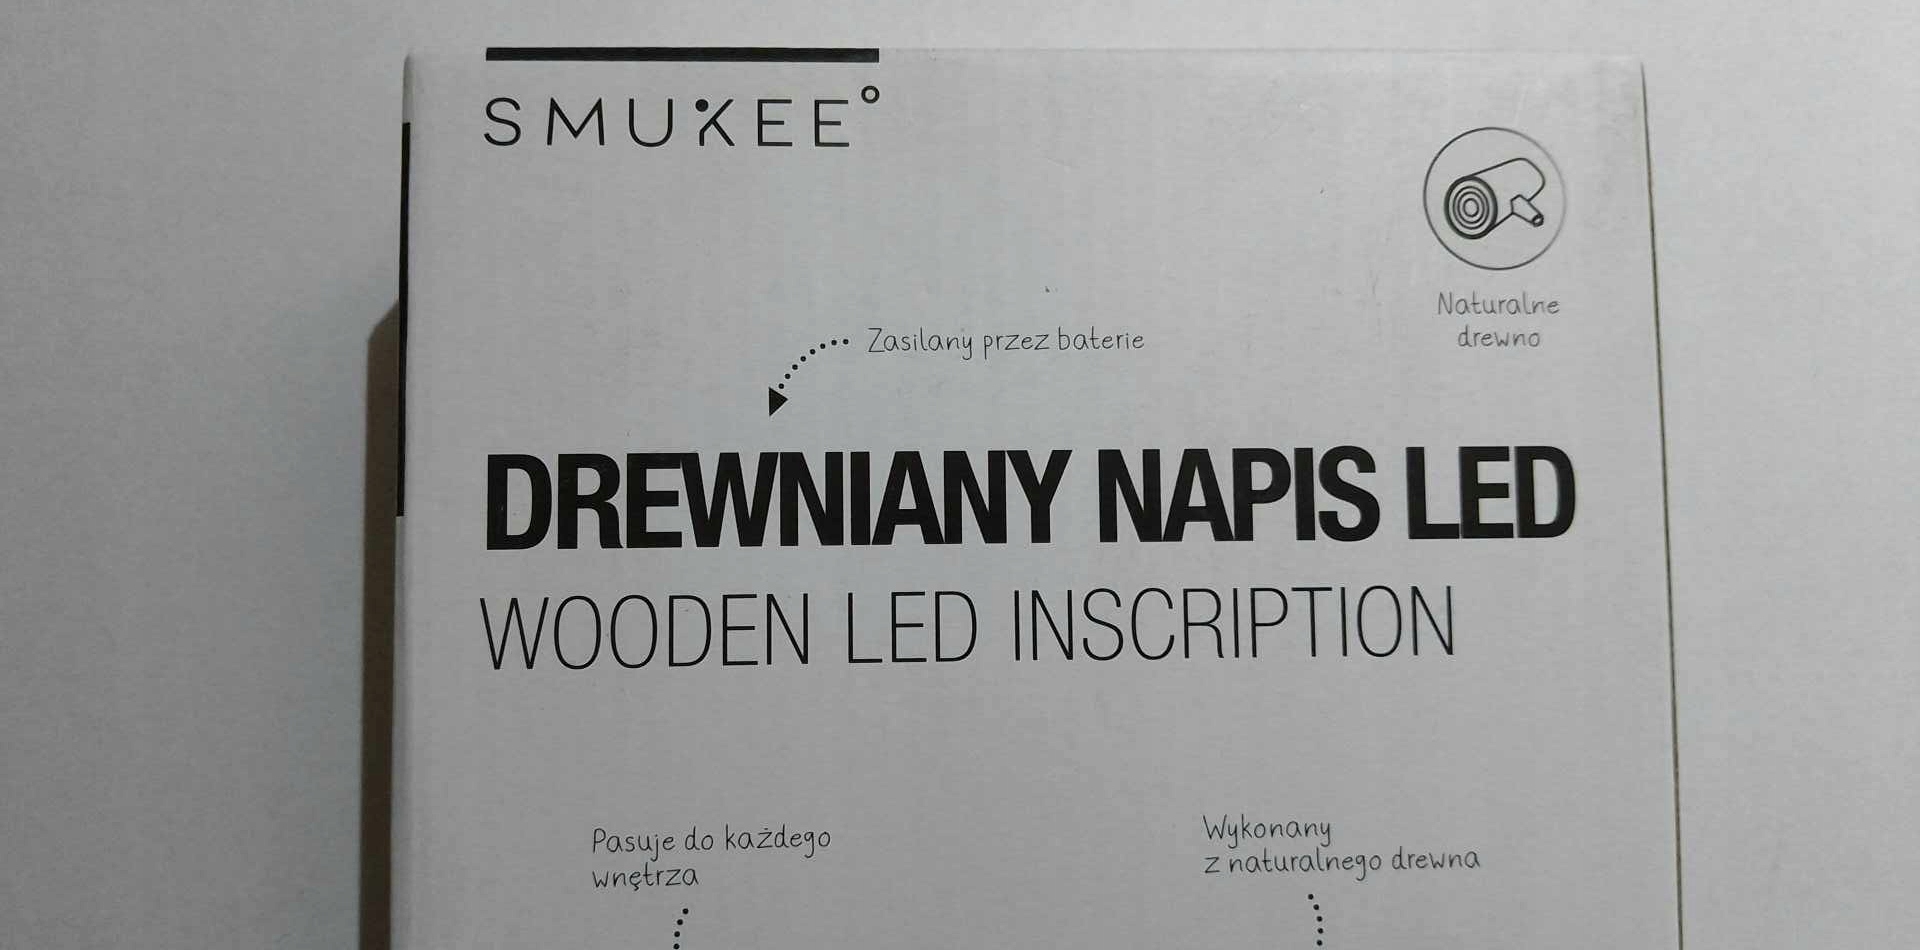 SMUKEE°
Naturalne
drewno
Zasilany przez baterie
DREWNIANY NAPIS LED
WOODEN LED INSCRIPTION
Pasuje do każdego
wnętrza
Wykonany
z naturalnego drewna